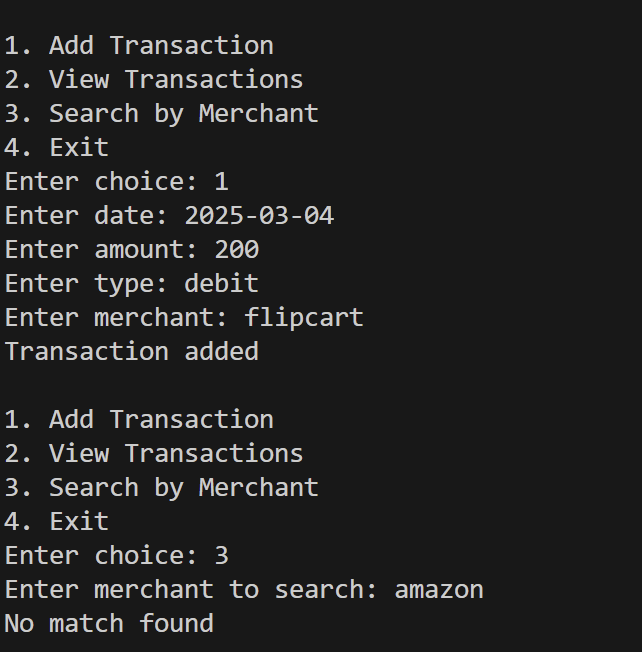 1. Add Transaction
2. View Transactions
3. Search by Merchant
4. Exit
Enter choice: 1
Enter date: 2025-03-04
Enter amount: 200
Enter type: debit
Enter merchant: flipcart
Transaction added

1. Add Transaction
2. View Transactions
3. Search by Merchant
4. Exit
Enter choice: 3
Enter merchant to search: amazon
No match found